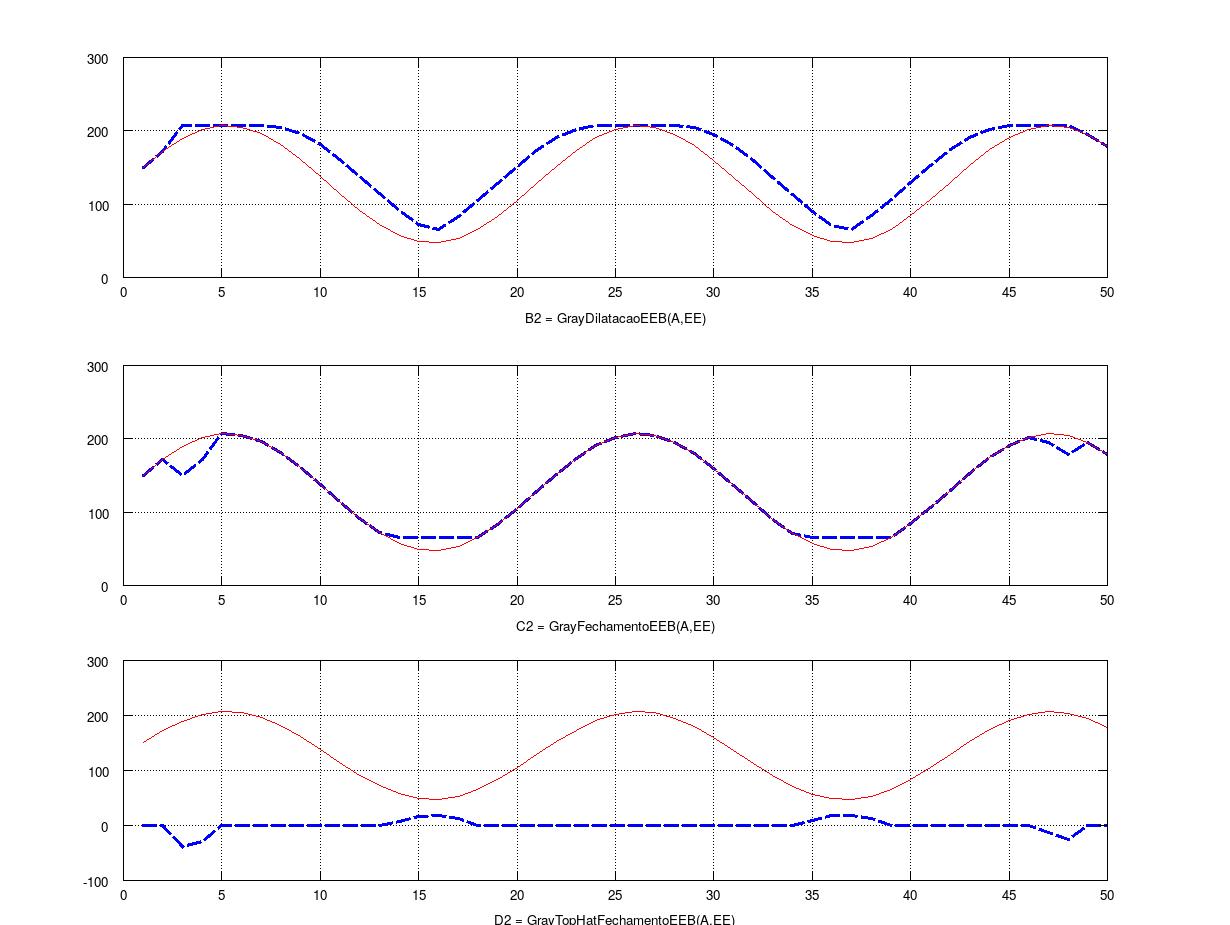 300
200
100
0
0 5 10 15 20 25 30 35 40 45 50
B2 = GrayDilatacaoEEB(A,EE)
300
200
100
0
0 5 10 15 20 25 30 35 40 45 50
C2 = GrayFechamentoEEB(A,EE)
300
200
100
0
-100
0 5 10 15 20 25 30 35 40 45 50
D2 = GrayTopHatFechamentoEEB(A,EE)